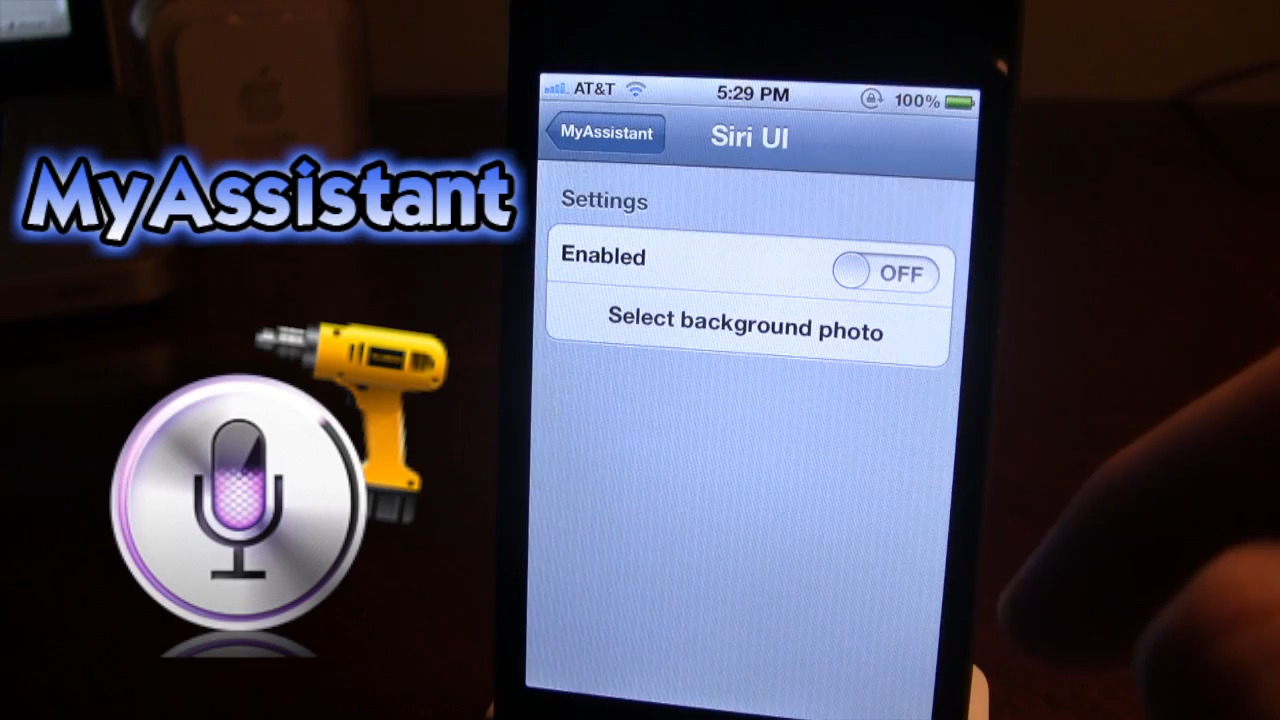 AT&T 5:29 PM 100%
MyAssistant Siri UI
MyAssistant
Settings
Enabled OFF
Select background photo